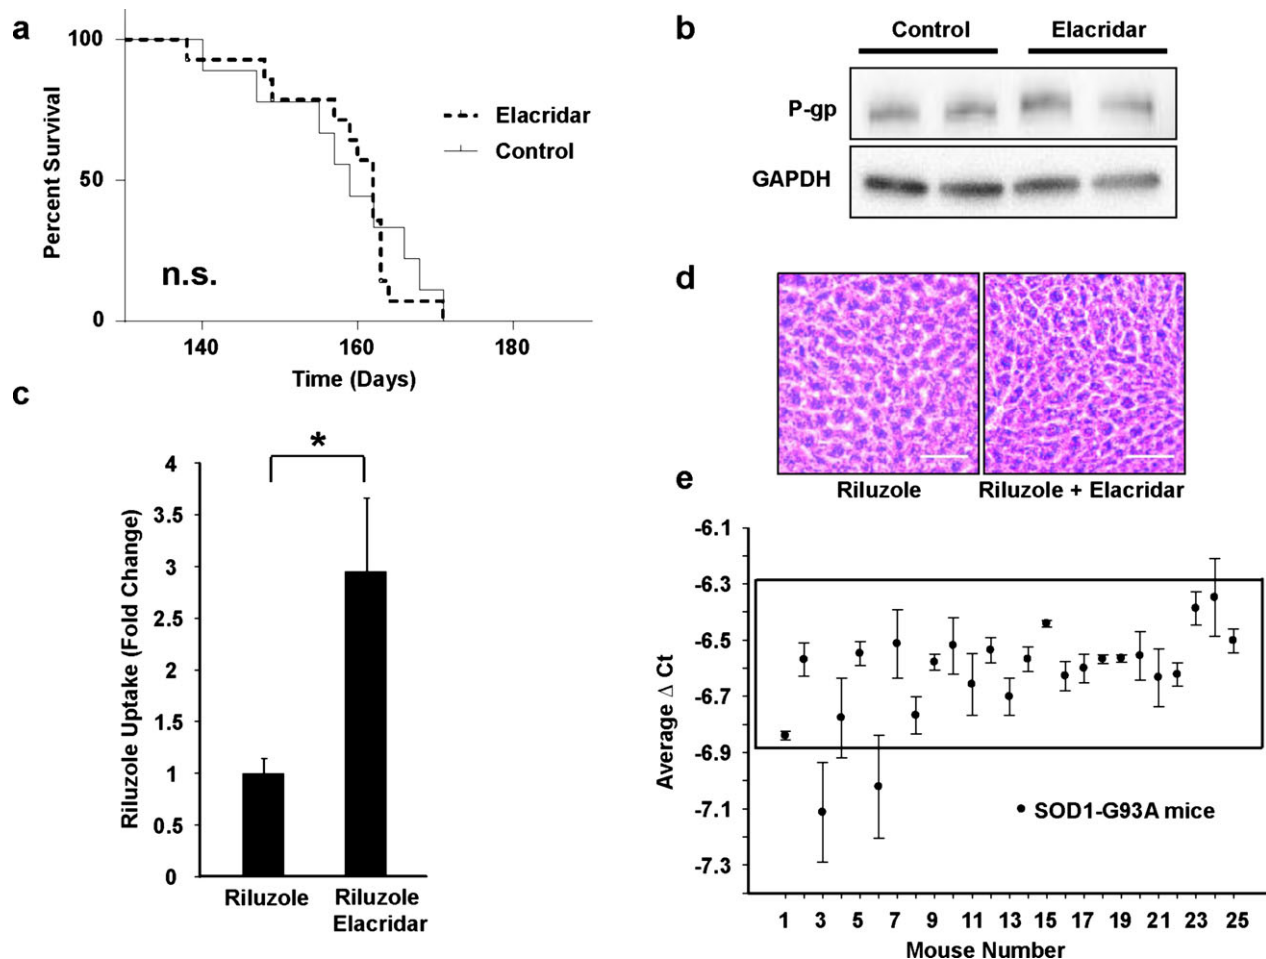 a
100
50
0
Percent Survival
n.s.
Elacridar
Control
140 160 180
Time (Days)
b
Control Elacridar
P-gp
GAPDH
c
*
4
3.5
3
2.5
2
1.5
1
0.5
0
Riluzole Uptake (Fold Change)
Riluzole
Riluzole
Elacridar
d
Riluzole
Riluzole + Elacridar
e
-6.1
-6.3
-6.5
-6.7
-6.9
-7.1
-7.3
Average Δ Ct
SOD1-G93A mice
1 3 5 7 9 11 13 15 17 19 21 23 25
Mouse Number